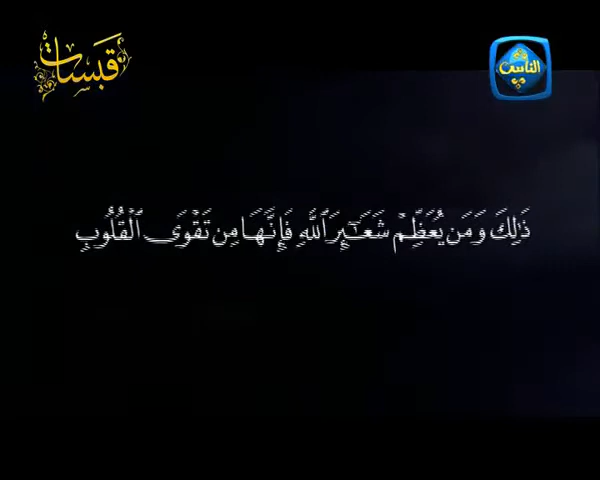 قبسات
الناس
ذَٰلِكَ وَمَن يُعَظِّمْ شَعَٰٓئِرَ ٱللَّهِ فَإِنَّهَا مِن تَقْوَى ٱلْقُلُوبِ